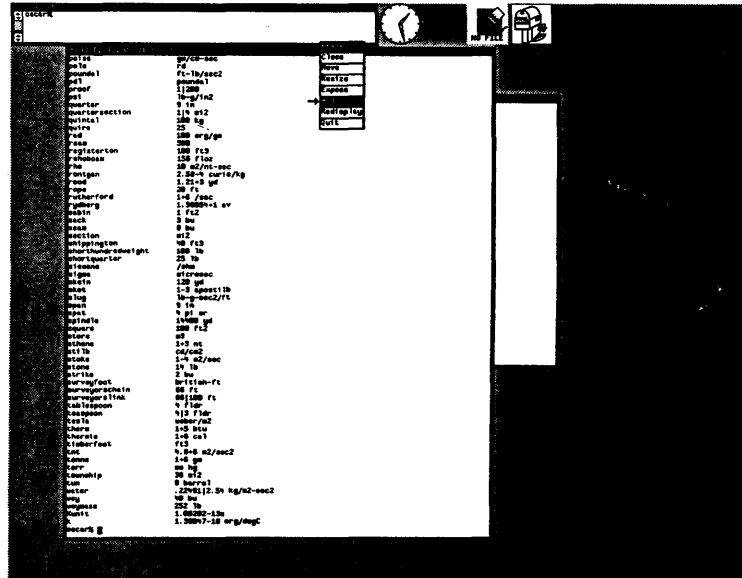 oscar%
NO FILE
Close
Move
Resize
Expose
Redisplay
Quit
poise gm/cm-sec
pole rd
poundal ft-lb/sec2
pdl poundal
proof 1|200
psi lb-g/in2
quarter 9 in
quartersection 1|4 mi2
quintal 100 kg
quire 25
rad 100 erg/gm
ream 500
registerton 100 ft3
rehoboam 156 floz
rhe 10 m2/nt-sec
rontgen 2.58-4 curie/kg
rood 1.21+3 yd
rope 20 ft
rutherford 1+6 /sec
rydberg 1.36054+1 ev
sabin 1 ft2
sack 3 bu
seam 8 bu
section mi2
shippington 40 ft3
shorthundredweight 100 lb
shortquarter 25 lb
siemens /ohm
sigma microsec
skein 120 yd
skot 1-3 apostilb
slug lb-g-sec2/ft
span 9 in
spat 4 pi sr
spindle 14400 yd
square 100 ft2
stere m3
sthene 1+3 nt
stilb cd/cm2
stoke 1-4 m2/sec
stone 14 lb
strike 2 bu
surveyfoot british-ft
surveyorschain 66 ft
surveyorslink 66|100 ft
tablespoon 4 fldr
teaspoon 4|3 fldr
tesla weber/m2
therm 1+5 btu
thermie 1+6 cal
timberfoot ft3
tnt 4.6+6 m2/sec2
tonne 1+6 gm
torr mm hg
township 36 mi2
tun 8 barrel
water .22491|2.54 kg/m2-sec2
wey 40 bu
weymass 252 lb
Xunit 1.00202-13m
k 1.38047-16 erg/degC
oscar%